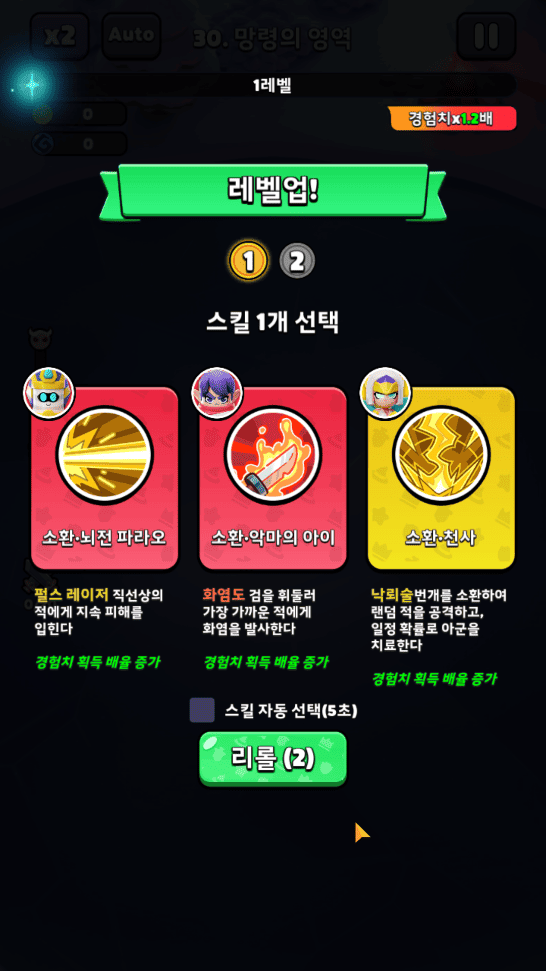 x2
Auto
30. 망령의 영역
1레벨
0
경험치x1.2배
0
레벨업!
1 2
스킬 1개 선택
소환·뇌전 파라오
소환·악마의 아이
소환·천사
펄스 레이저 직선상의
적에게 지속 피해를
입힌다
경험치 획득 배율 증가
화염도 검을 휘둘러
가장 가까운 적에게
화염을 발사한다
경험치 획득 배율 증가
낙뢰술번개를 소환하여
랜덤 적을 공격하고,
일정 확률로 아군을
치료한다
경험치 획득 배율 증가
스킬 자동 선택(5초)
리롤 (2)